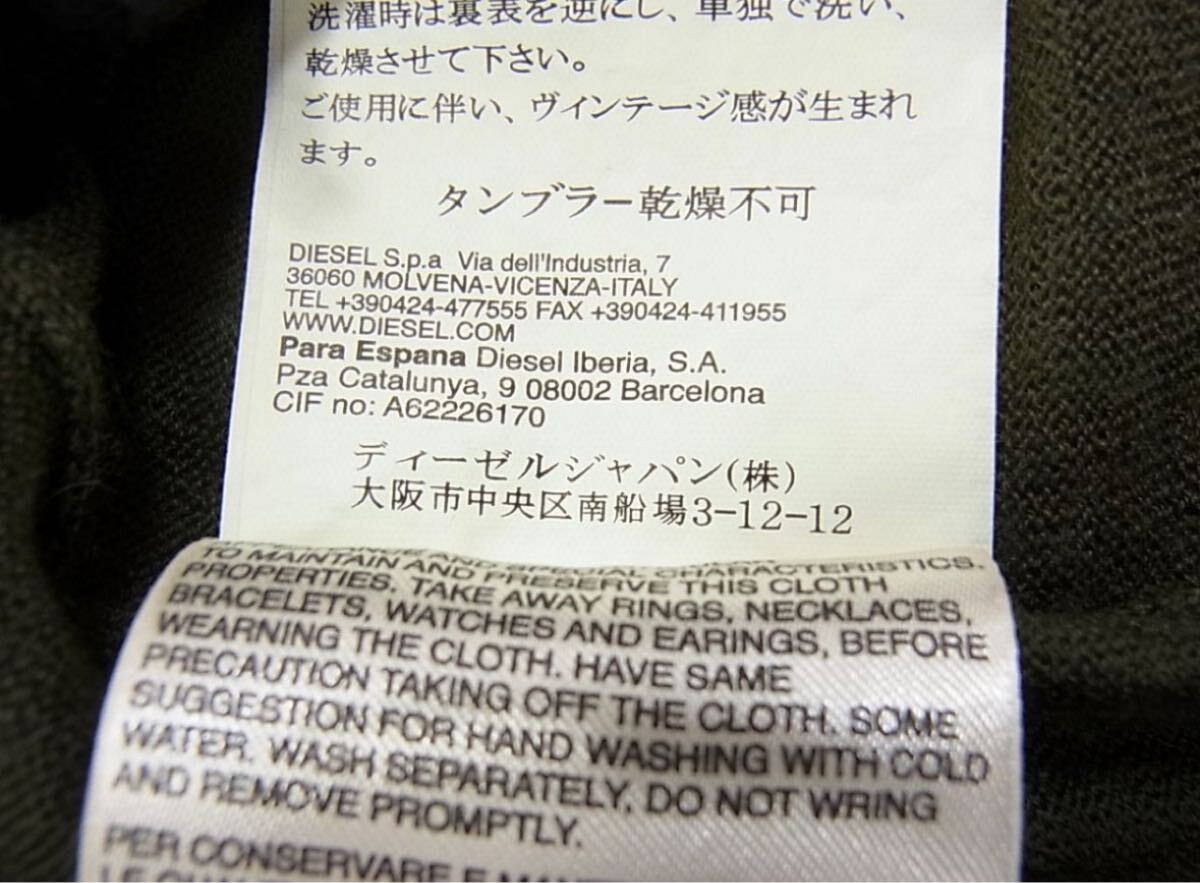 洗濯時は裏表を逆にし、単独で洗い、
乾燥させて下さい。
ご使用に伴い、ヴィンテージ感が生まれ
ます。
タンブラー乾燥不可
DIESEL S.p.a Via dell'Industria, 7
36060 MOLVENA-VICENZA-ITALY
TEL +390424-477555 FAX +390424-411955
WWW.DIESEL.COM
Para Espana Diesel Iberia, S.A.
Pza Catalunya, 9 08002 Barcelona
CIF no: A62226170
ディーゼルジャパン(株)
大阪市中央区南船場3-12-12
AND SPECIAL CHARACTERISTICS.
TO MAINTAIN AND PRESERVE THIS CLOTH
PROPERTIES. TAKE AWAY RINGS, NECKLACES,
BRACELETS, WATCHES AND EARINGS, BEFORE
WEARNING THE CLOTH. HAVE SAME
PRECAUTION TAKING OFF THE CLOTH. SOME
SUGGESTION FOR HAND WASHING WITH COLD
WATER. WASH SEPARATELY. DO NOT WRING
AND REMOVE PROMPTLY.
PER CONSERVARE E